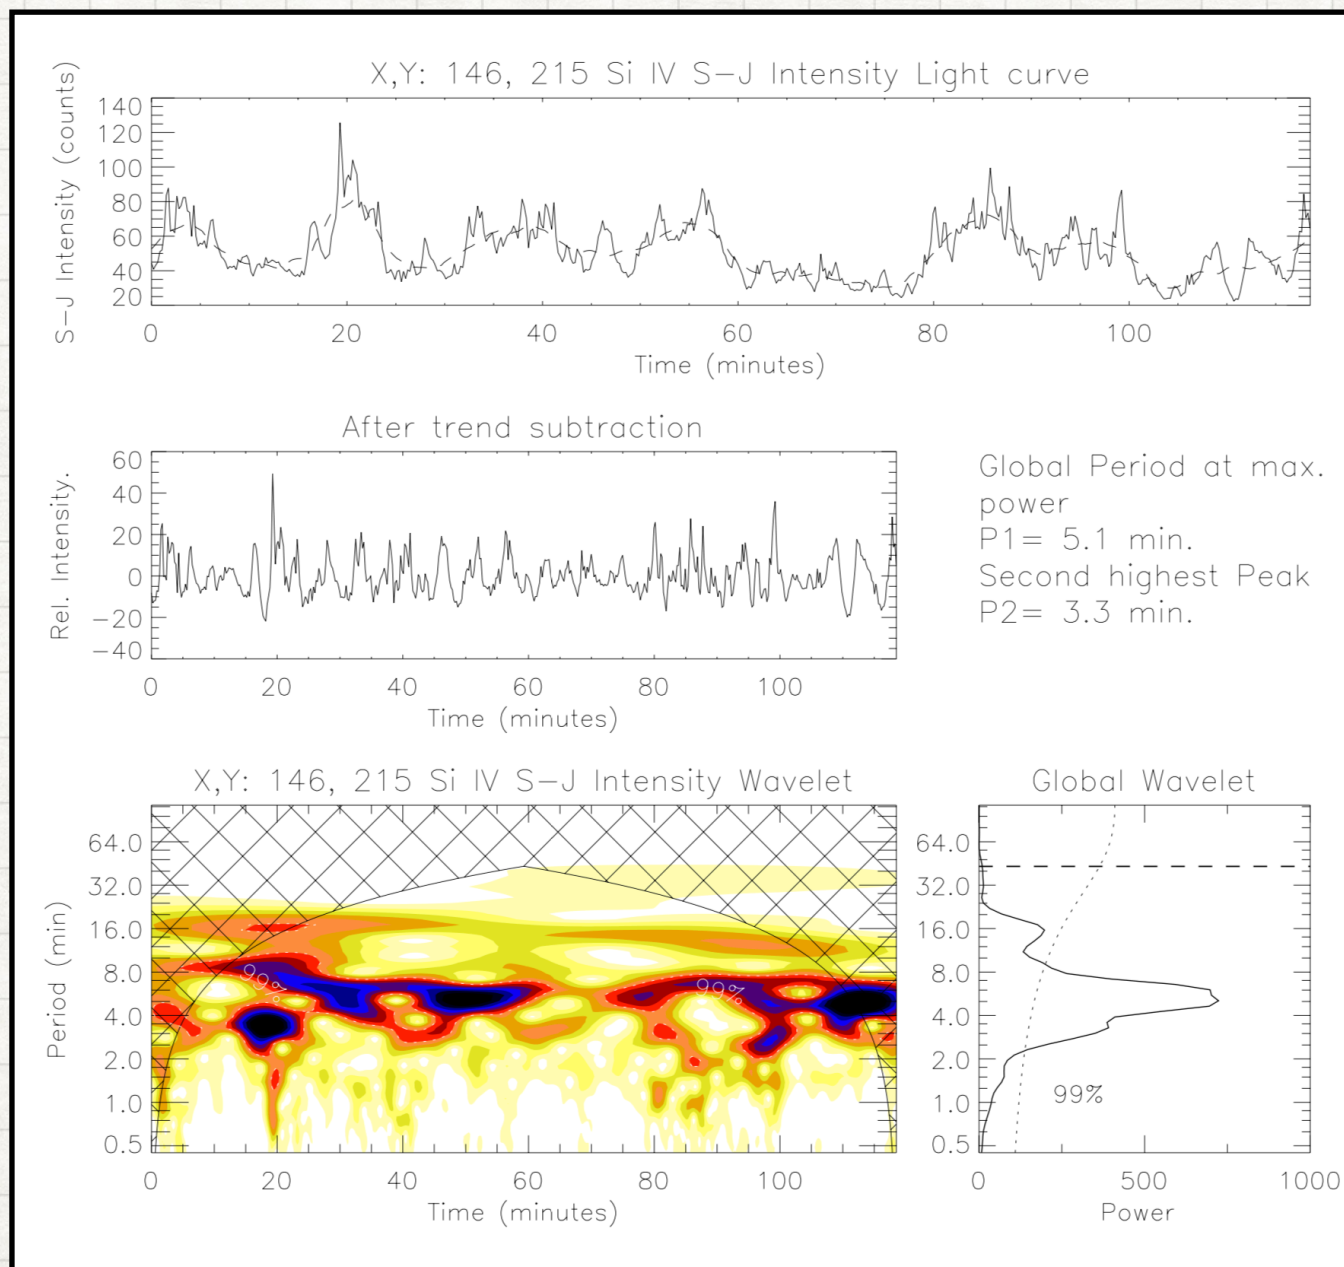 X,Y: 146, 215 Si IV S-J Intensity Light curve
S-J Intensity (counts)
140
120
100
80
60
40
20
0 20 40 60 80 100
Time (minutes)
After trend subtraction
Rel. Intensity.
60
40
20
0
-20
-40
0 20 40 60 80 100
Time (minutes)
Global Period at max.
power
P1= 5.1 min.
Second highest Peak
P2= 3.3 min.
X,Y: 146, 215 Si IV S-J Intensity Wavelet
Period (min)
64.0
32.0
16.0
8.0
4.0
2.0
1.0
0.5
99%
99%
0 20 40 60 80 100
Time (minutes)
Global Wavelet
64.0
32.0
16.0
8.0
4.0
2.0
1.0
0.5
99%
0 500 1000
Power